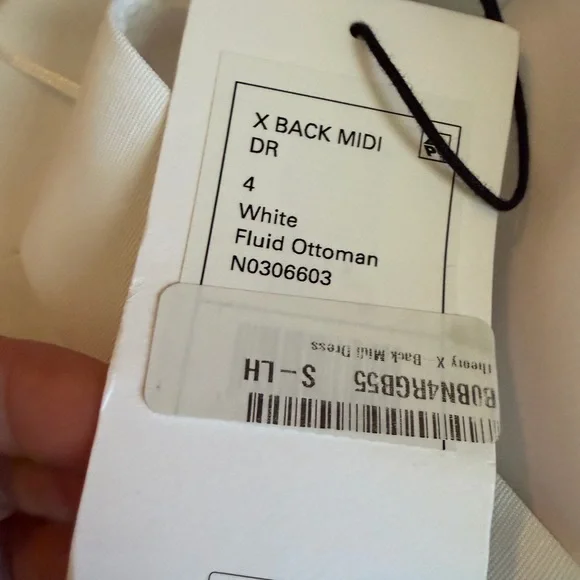 X BACK MIDI
DR
4
White
Fluid Ottoman
N0306603
B0BN4RGB55 S-LH
Theory X-Back Midi Dress